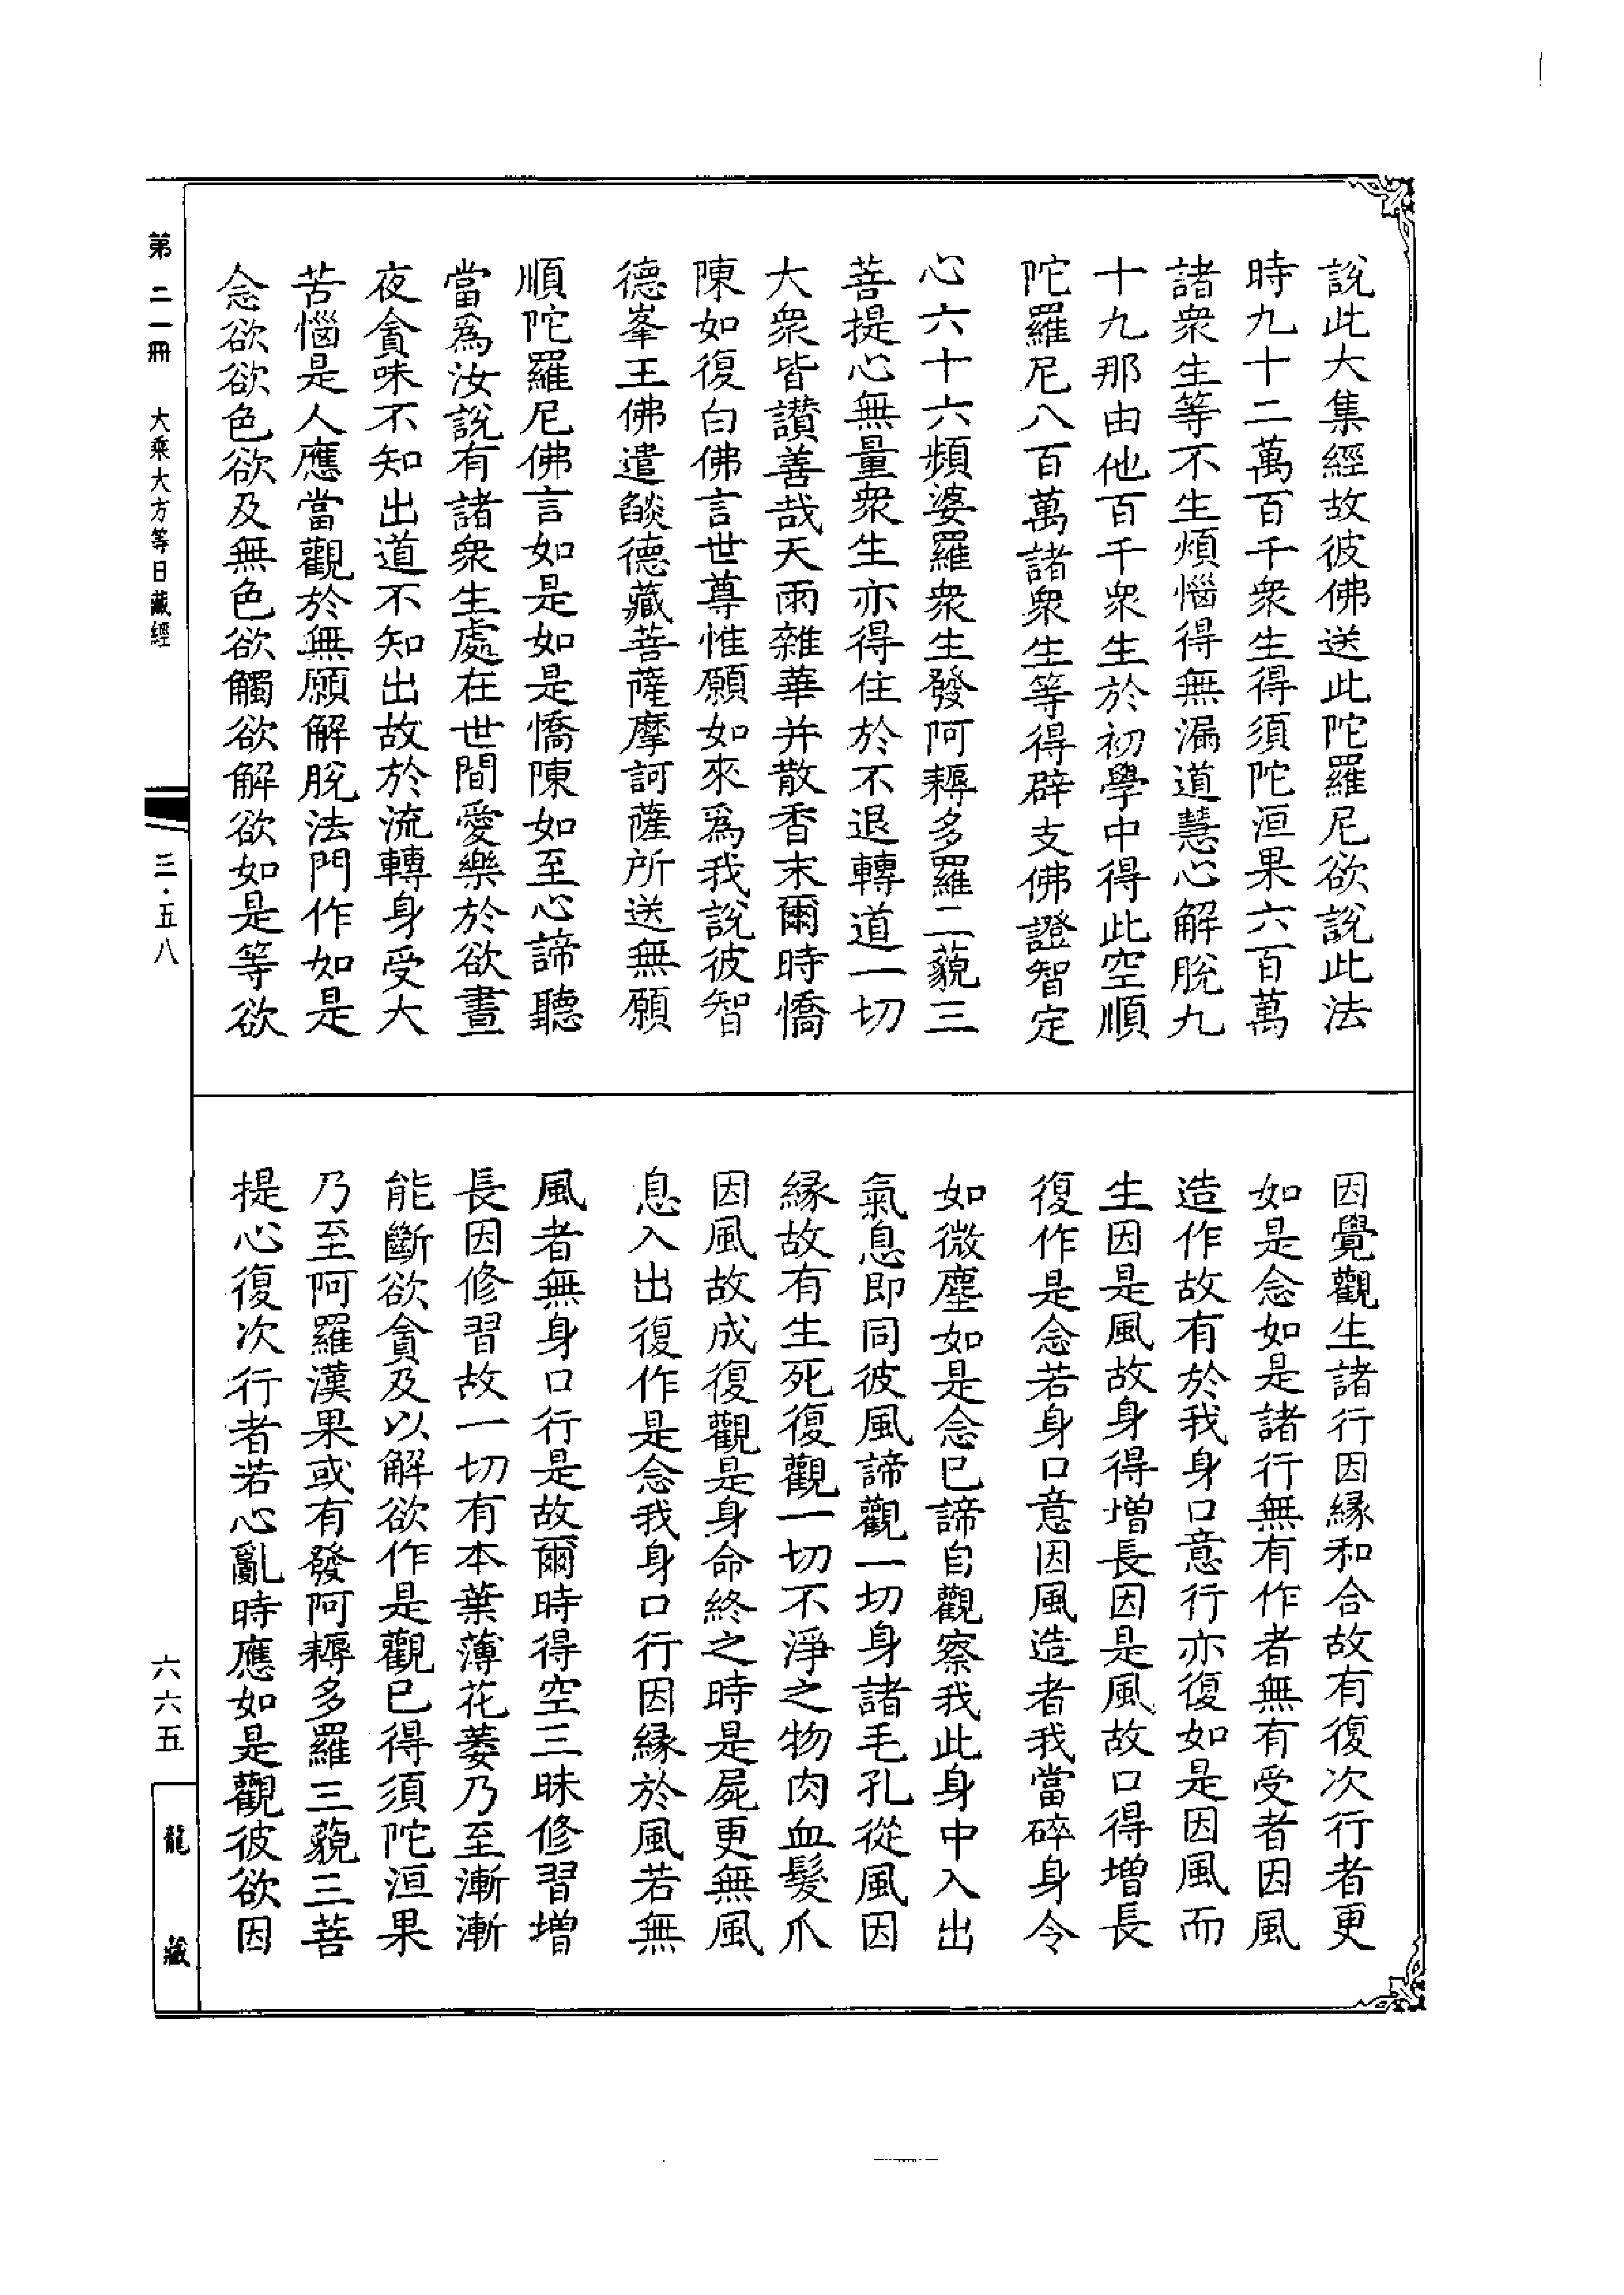 說此大集經故彼佛送此陀羅尼欲說此法
時九十二萬百千衆生得須陀洹果六百萬
諸衆生等不生煩惱得無漏道慧心解脫九
十九那由他百千衆生於初學中得此空順
陀羅尼八百萬諸衆生等得辟支佛證智定
心六十六頻婆羅衆生發阿耨多羅三藐三
菩提心無量衆生亦得住於不退轉道一切
大衆皆讃善哉天雨雜華并散香末爾時憍
陳如復白佛言世尊惟願如來爲我說彼智
德峯王佛遣燄德藏菩薩摩訶薩所送無願
順陀羅尼佛言如是如是憍陳如至心諦聽
當爲汝說有諸衆生處在世間愛樂於欲晝
夜貪味不知出道不知出故於流轉身受大
苦惱是人應當觀於無願解脫法門作如是
念欲欲色欲及無色欲觸欲解欲如是等欲
因覺觀生諸行因緣和合故有復次行者更
如是念如是諸行無有作者無有受者因風
造作故有於我身口意行亦復如是因風而
生因是風故身得增長因是風故口得增長
復作是念若身口意因風造者我當碎身令
如微塵如是念已諦自觀察我此身中入出
氣息即同彼風諦觀一切身諸毛孔從風因
緣故有生死復觀一切不淨之物肉血髮爪
因風故成復觀是身命終之時是屍更無風
息入出復作是念我身口行因緣於風若無
風者無身口行是故爾時得空三昧修習增
長因修習故一切有本葉薄花萎乃至漸漸
能斷欲貪及以解欲作是觀已得須陀洹果
乃至阿羅漢果或有發阿耨多羅三藐三菩
提心復次行者若心亂時應如是觀彼欲因
第二一冊 大乘大方等日藏經 三·五八 六六五 龍藏